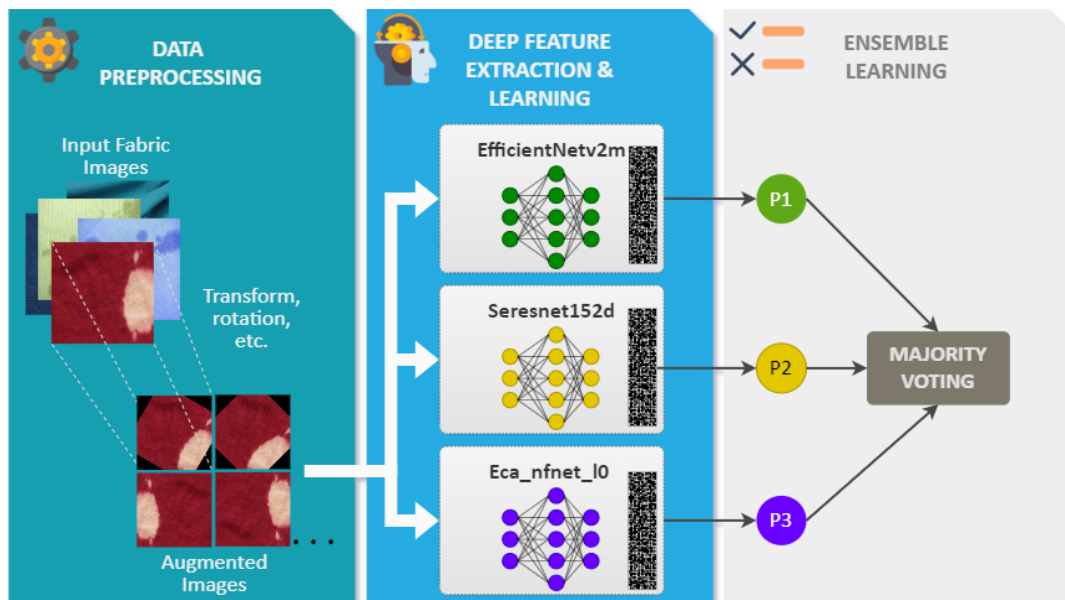 DATA
PREPROCESSING
Input Fabric
Images
Transform,
rotation,
etc.
Augmented
Images
. . .
DEEP FEATURE
EXTRACTION &
LEARNING
EfficientNetv2m
Seresnet152d
Eca_nfnet_l0
ENSEMBLE
LEARNING
P1
P2
P3
MAJORITY
VOTING